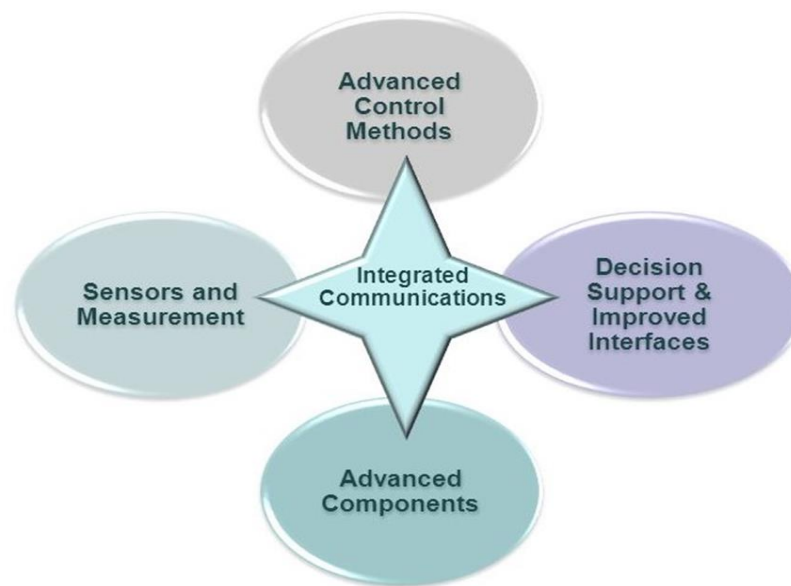 Advanced
Control
Methods
Sensors and
Measurement
Integrated
Communications
Decision
Support &
Improved
Interfaces
Advanced
Components